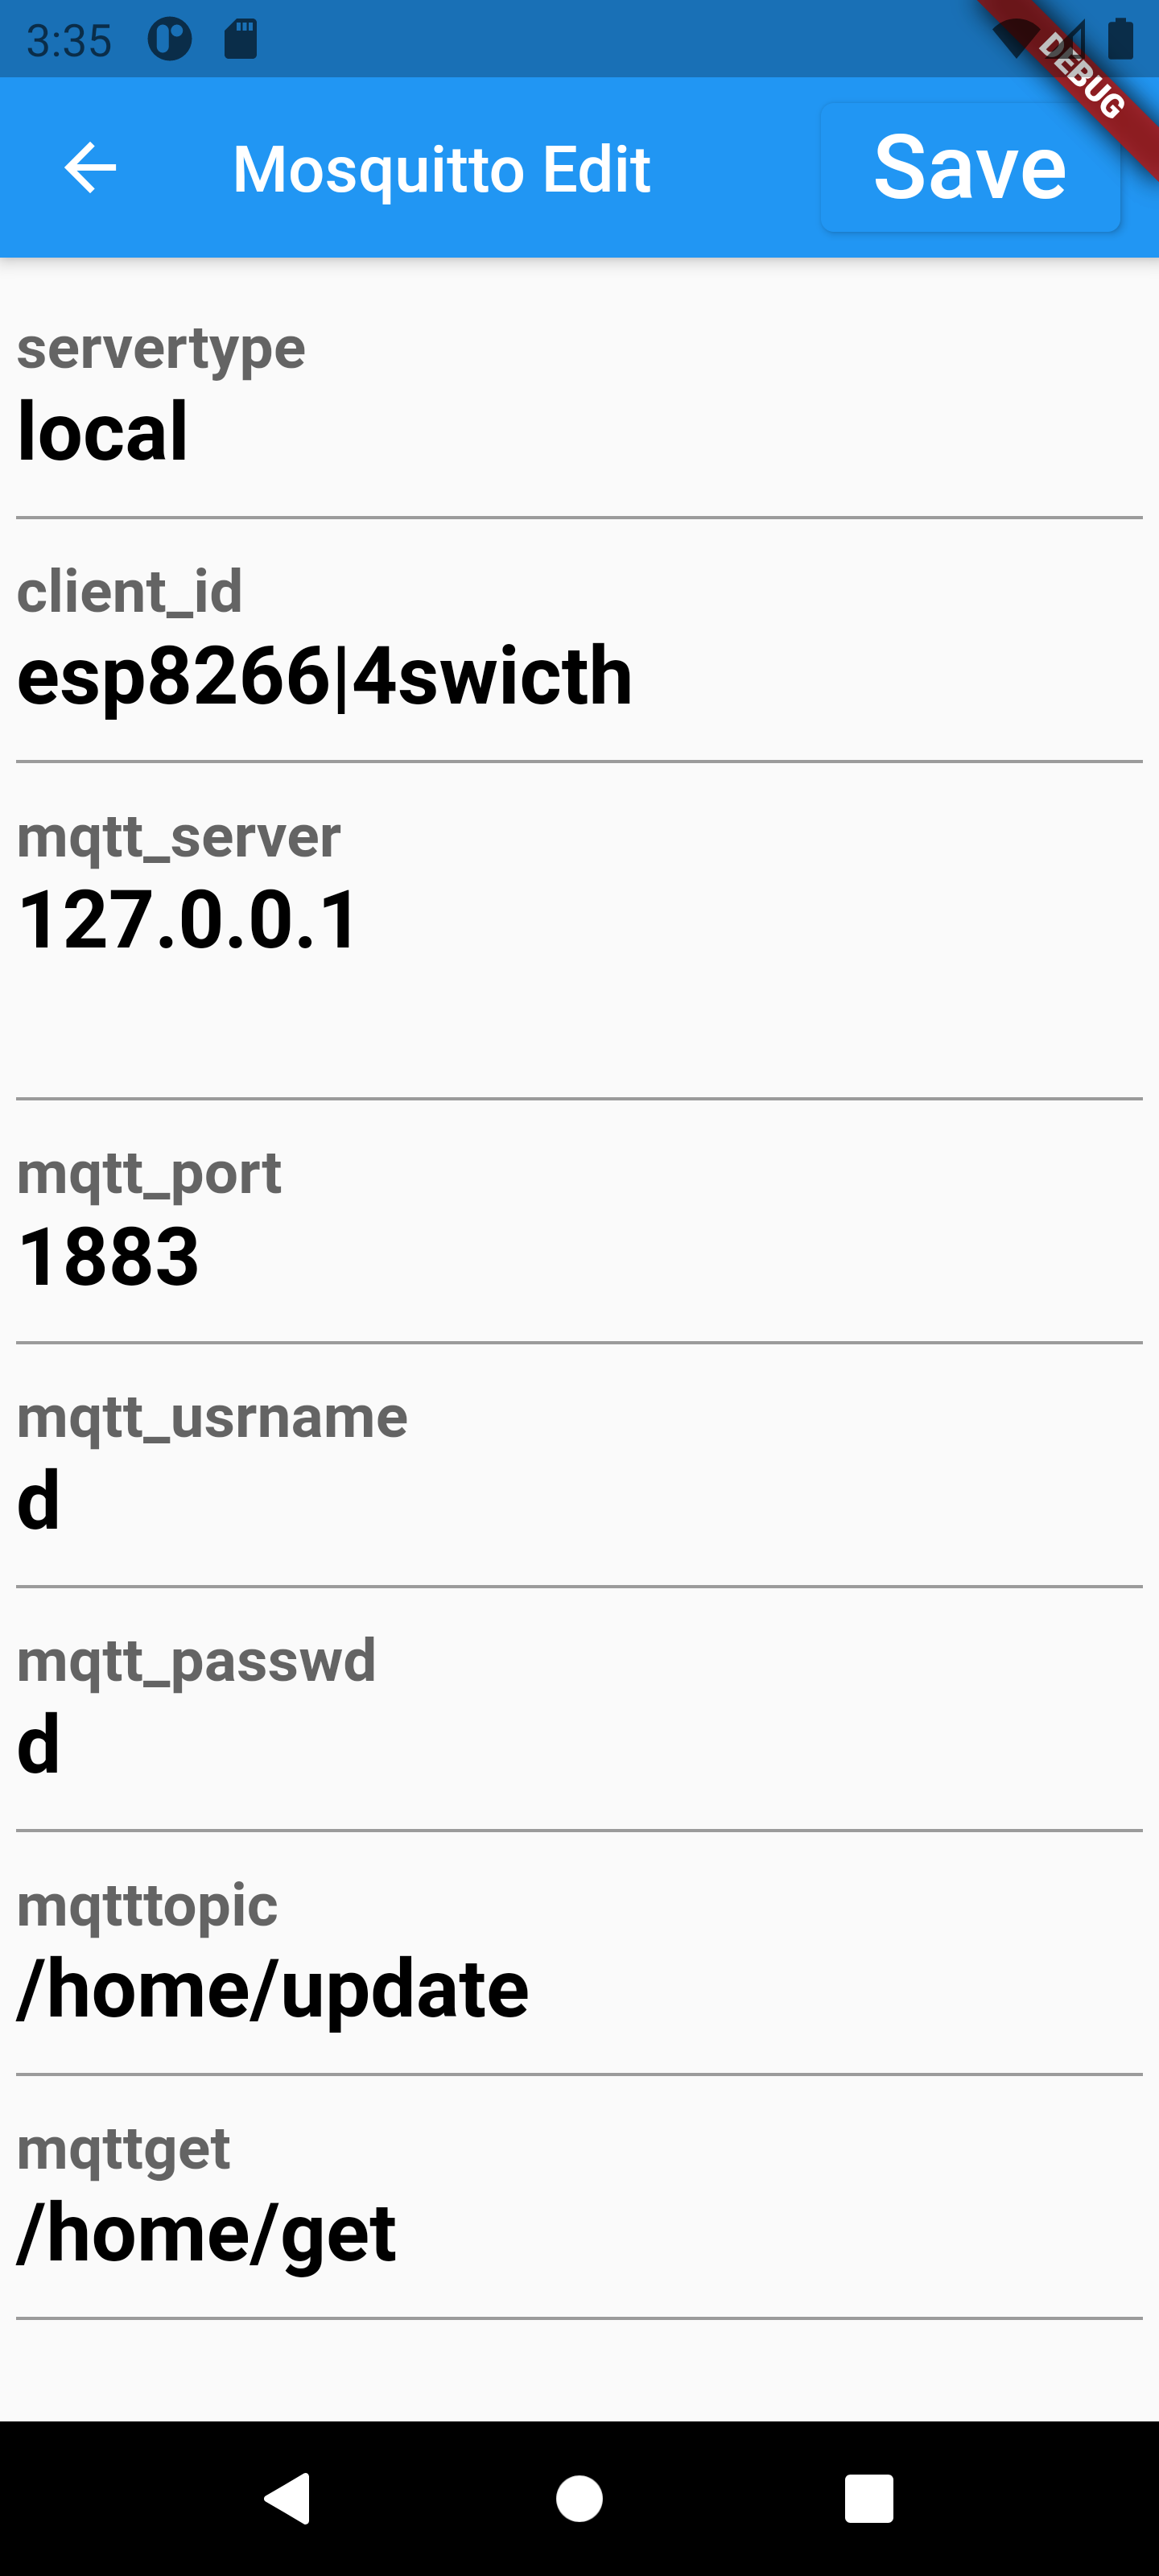 3:35
DEBUG
Mosquitto Edit
Save
servertype
local
client_id
esp8266|4swicth
mqtt_server
127.0.0.1
mqtt_port
1883
mqtt_usrname
d
mqtt_passwd
d
mqtttopic
/home/update
mqttget
/home/get